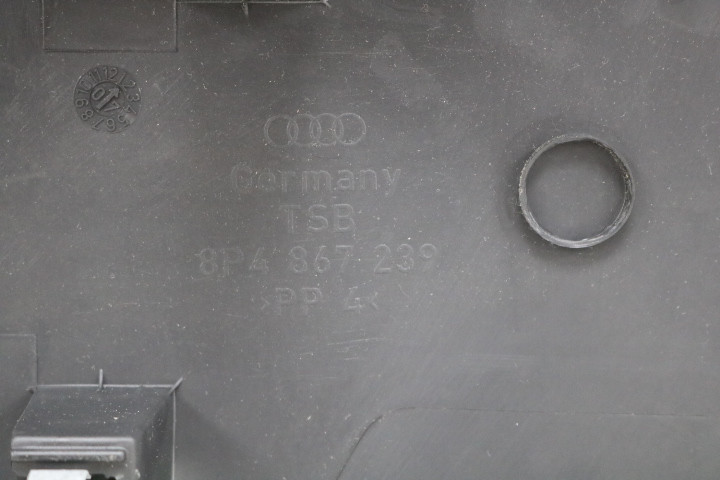 Germany
TSB
8P4 867 239
>PP 4<